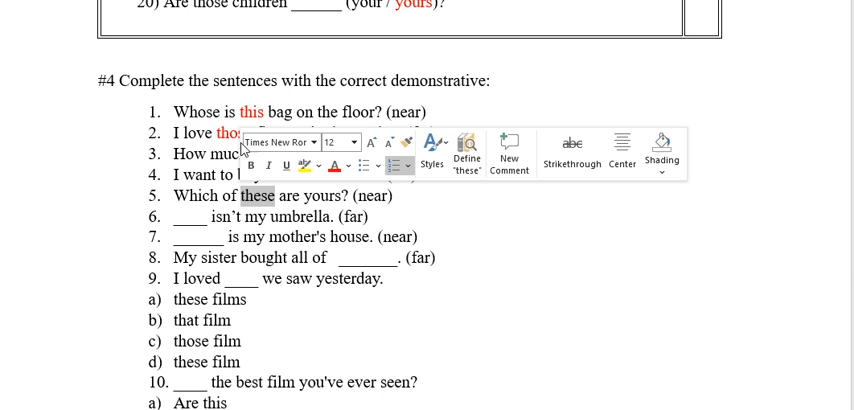 20) Are those children ______ (your / yours)?
#4 Complete the sentences with the correct demonstrative:
1. Whose is this bag on the floor? (near)
2. I love
3. How
4. I want to
Times New Ror 12
B I U
Styles
Define "these"
New Comment
Strikethrough
Center
Shading
5. Which of these are yours? (near)
6. ____ isn’t my umbrella. (far)
7. ______ is my mother's house. (near)
8. My sister bought all of _______. (far)
9. I loved ____ we saw yesterday.
a) these films
b) that film
c) those film
d) these film
10. ____ the best film you've ever seen?
a) Are this